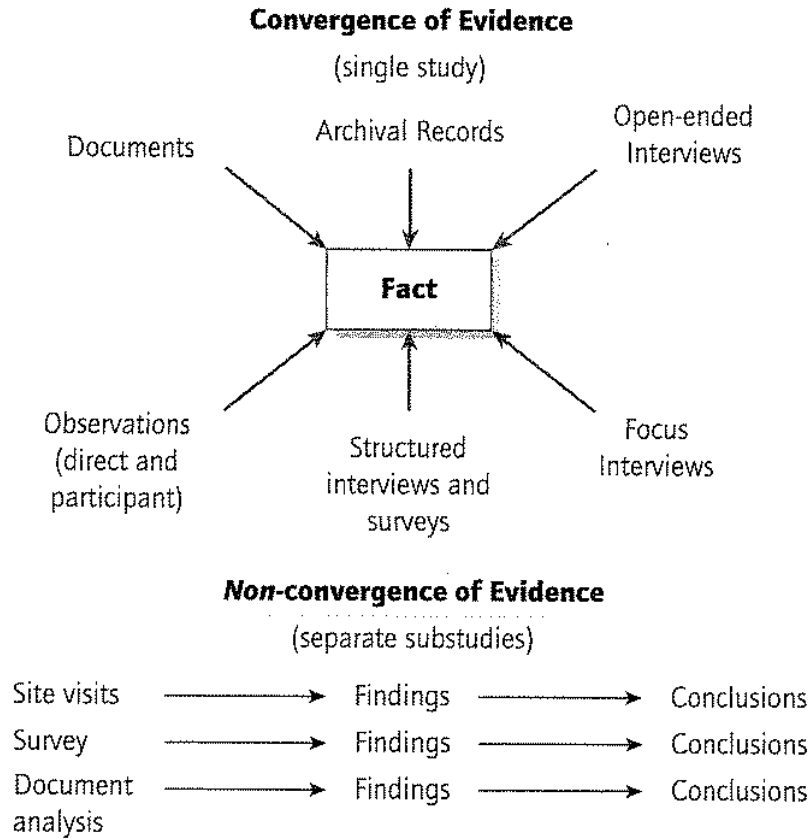 Convergence of Evidence
(single study)
Documents
Archival Records
Open-ended
Interviews
Fact
Observations
(direct and
participant)
Structured
interviews and
surveys
Focus
Interviews
Non-convergence of Evidence
(separate substudies)
Site visits Findings Conclusions
Survey Findings Conclusions
Document Findings Conclusions
analysis